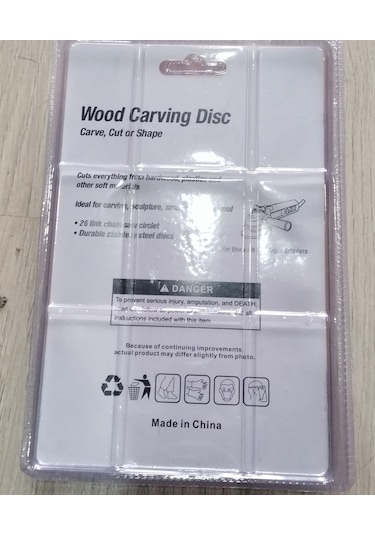 Wood Carving Disc
Carve, Cut or Shape
Cuts everything from hardwood, plastics and
other soft materials
Ideal for carving, sculpture,
• 26 link chain saw circlet
• Durable stainless steel discs
Grinders
DANGER
To prevent serious injury, amputation, and DEATH,
all
instructions included with this item.
Because of continuing improvements,
actual product may differ slightly from photo.
Made in China